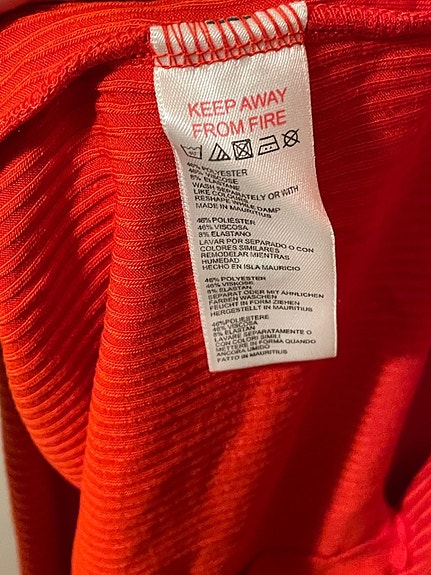 KEEP AWAY
FROM FIRE
46% POLYESTER
46% VISCOSE
8% ELASTANE
WASH SEPARATELY OR WITH
LIKE COLOURS
RESHAPE WHILE DAMP
MADE IN MAURITIUS
46% POLIÉSTER
46% VISCOSA
8% ELASTANO
LAVAR POR SEPARADO O CON
COLORES SIMILARES
REMODELAR MIENTRAS
HUMEDAD
HECHO EN ISLA MAURICIO
46% POLYESTER
46% VISKOSE
8% ELASTAN
SEPARAT ODER MIT ÄHNLICHEN
FARBEN WASCHEN
FEUCHT IN FORM ZIEHEN
HERGESTELLT IN MAURITIUS
46% POLIESTERE
46% VISCOSA
8% ELASTAN
LAVARE SEPARATAMENTE O
CON COLORI SIMILI
METTERE IN FORMA QUANDO
ANCORA UMIDO
FATTO IN MAURITIUS